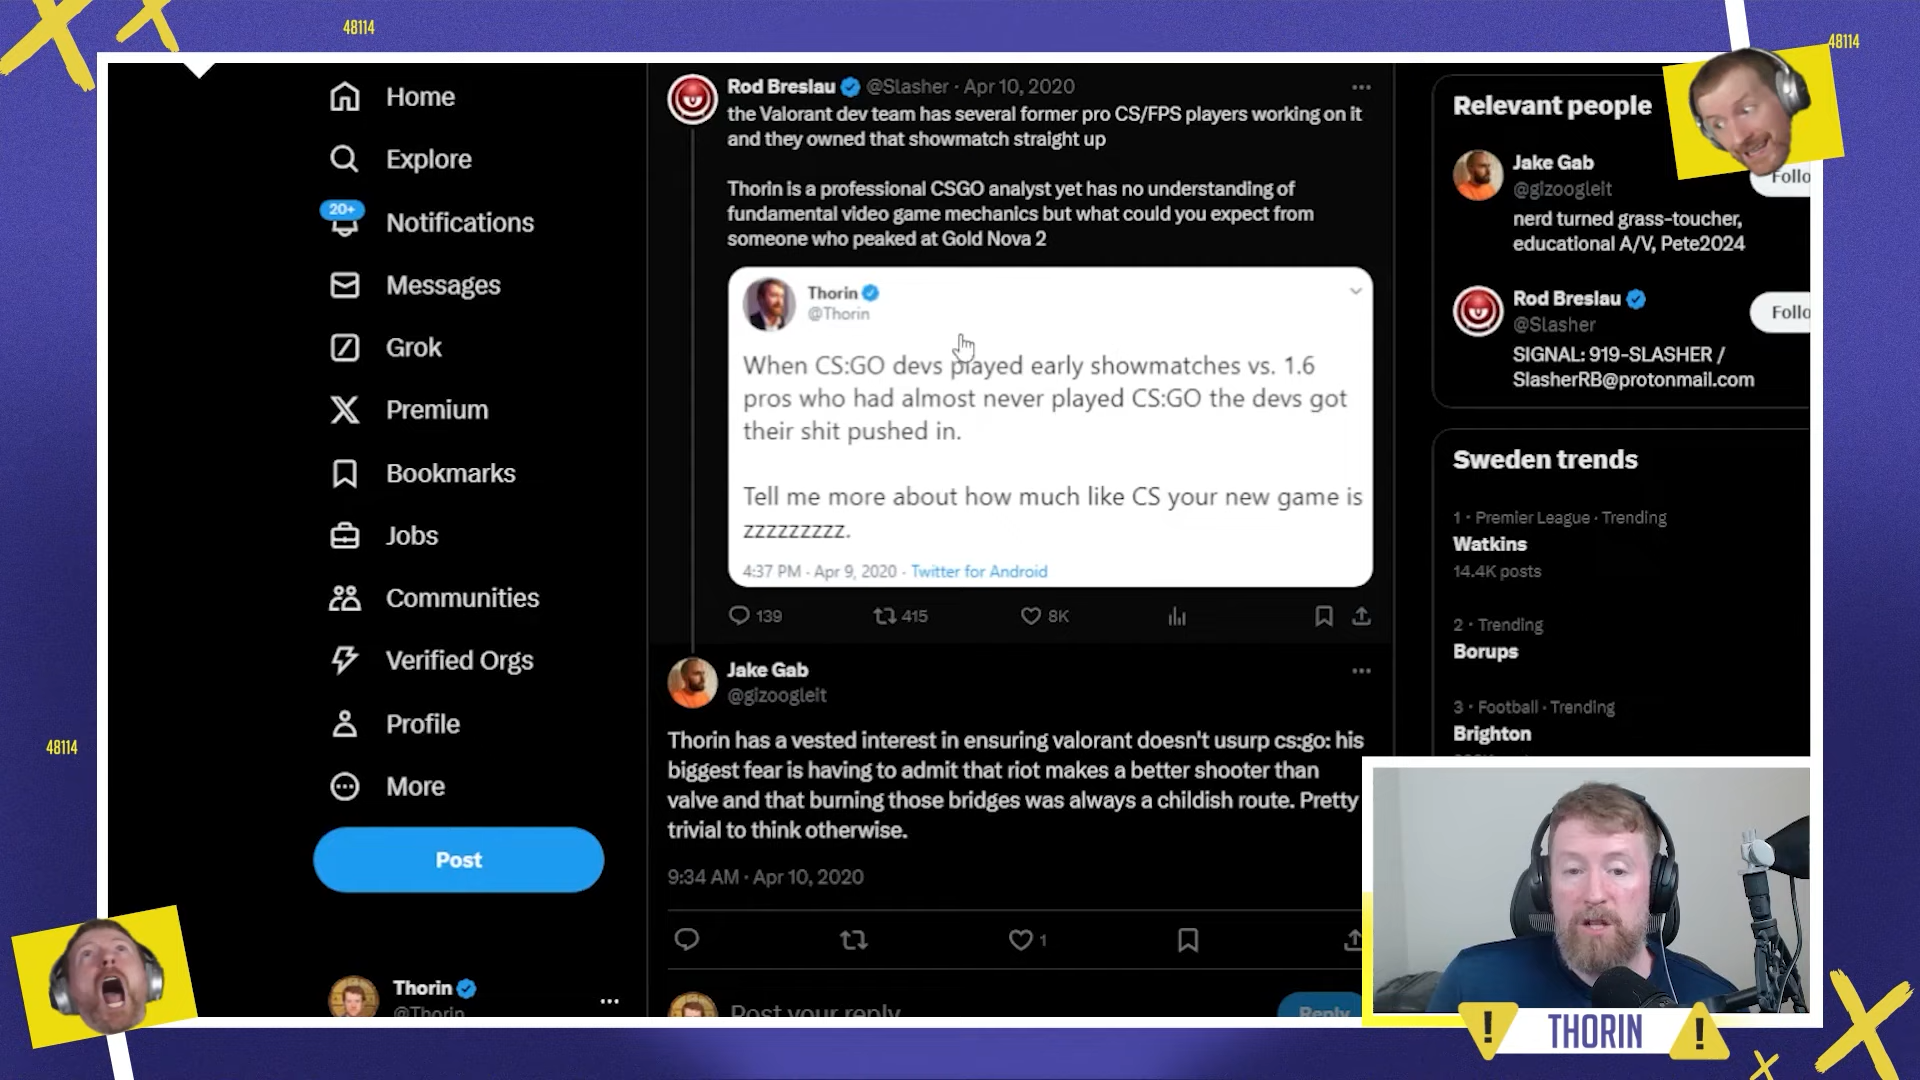 48114
48114
Home
Explore
20+
Notifications
Messages
Grok
Premium
Bookmarks
Jobs
Communities
Verified Orgs
Profile
More
Post
Thorin
@Thorin
48114
Rod Breslau @Slasher · Apr 10, 2020
the Valorant dev team has several former pro CS/FPS players working on it
and they owned that showmatch straight up
Thorin is a professional CSGO analyst yet has no understanding of
fundamental video game mechanics but what could you expect from
someone who peaked at Gold Nova 2
Thorin
@Thorin
When CS:GO devs played early showmatches vs. 1.6
pros who had almost never played CS:GO the devs got
their shit pushed in.
Tell me more about how much like CS your new game is
zzzzzzzzz.
4:37 PM · Apr 9, 2020 · Twitter for Android
139 415 8K
Jake Gab
@gizoogleit
Thorin has a vested interest in ensuring valorant doesn't usurp cs:go: his
biggest fear is having to admit that riot makes a better shooter than
valve and that burning those bridges was always a childish route. Pretty
trivial to think otherwise.
9:34 AM · Apr 10, 2020
1
Post your reply
Reply
Relevant people
Jake Gab
@gizoogleit
Follo
nerd turned grass-toucher,
educational A/V, Pete2024
Rod Breslau
@Slasher
Follo
SIGNAL: 919-SLASHER /
SlasherRB@protonmail.com
Sweden trends
1 · Premier League · Trending
Watkins
14.4K posts
2 · Trending
Borups
3 · Football · Trending
Brighton
THORIN